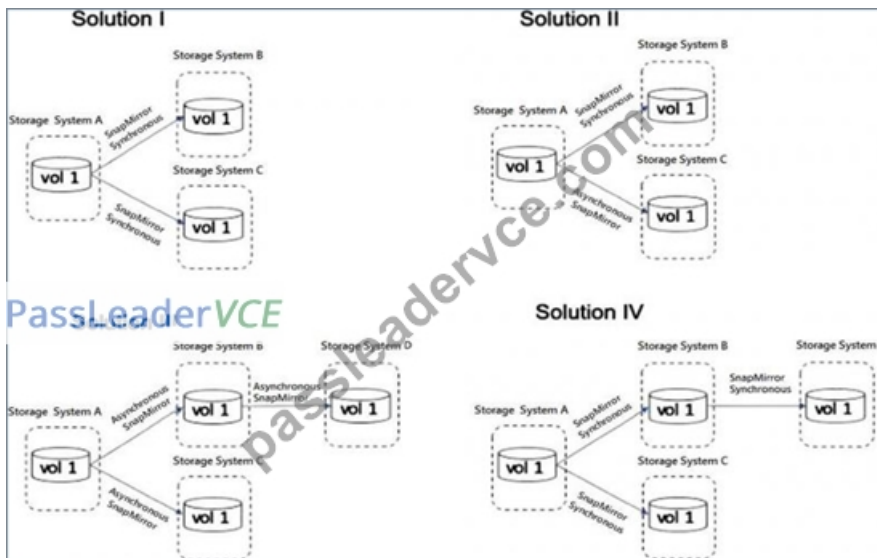 Solution I
Storage System B
Storage System A
SnapMirror
Synchronous
vol 1
vol 1
Storage System C
SnapMirror
Synchronous
vol 1
Solution II
Storage System B
Storage System A
SnapMirror
Synchronous
vol 1
vol 1
Storage System C
Asynchronous
SnapMirror
vol 1
passleadervce.com
PassLeaderVCE
Storage System B
Storage System D
Storage System A
Asynchronous
SnapMirror
vol 1
Asynchronous
SnapMirror
vol 1
vol 1
Storage System C
Asynchronous
SnapMirror
vol 1
Solution IV
Storage System B
Storage System
Storage System A
SnapMirror
Synchronous
vol 1
SnapMirror
Synchronous
vol 1
vol 1
Storage System C
SnapMirror
Synchronous
vol 1